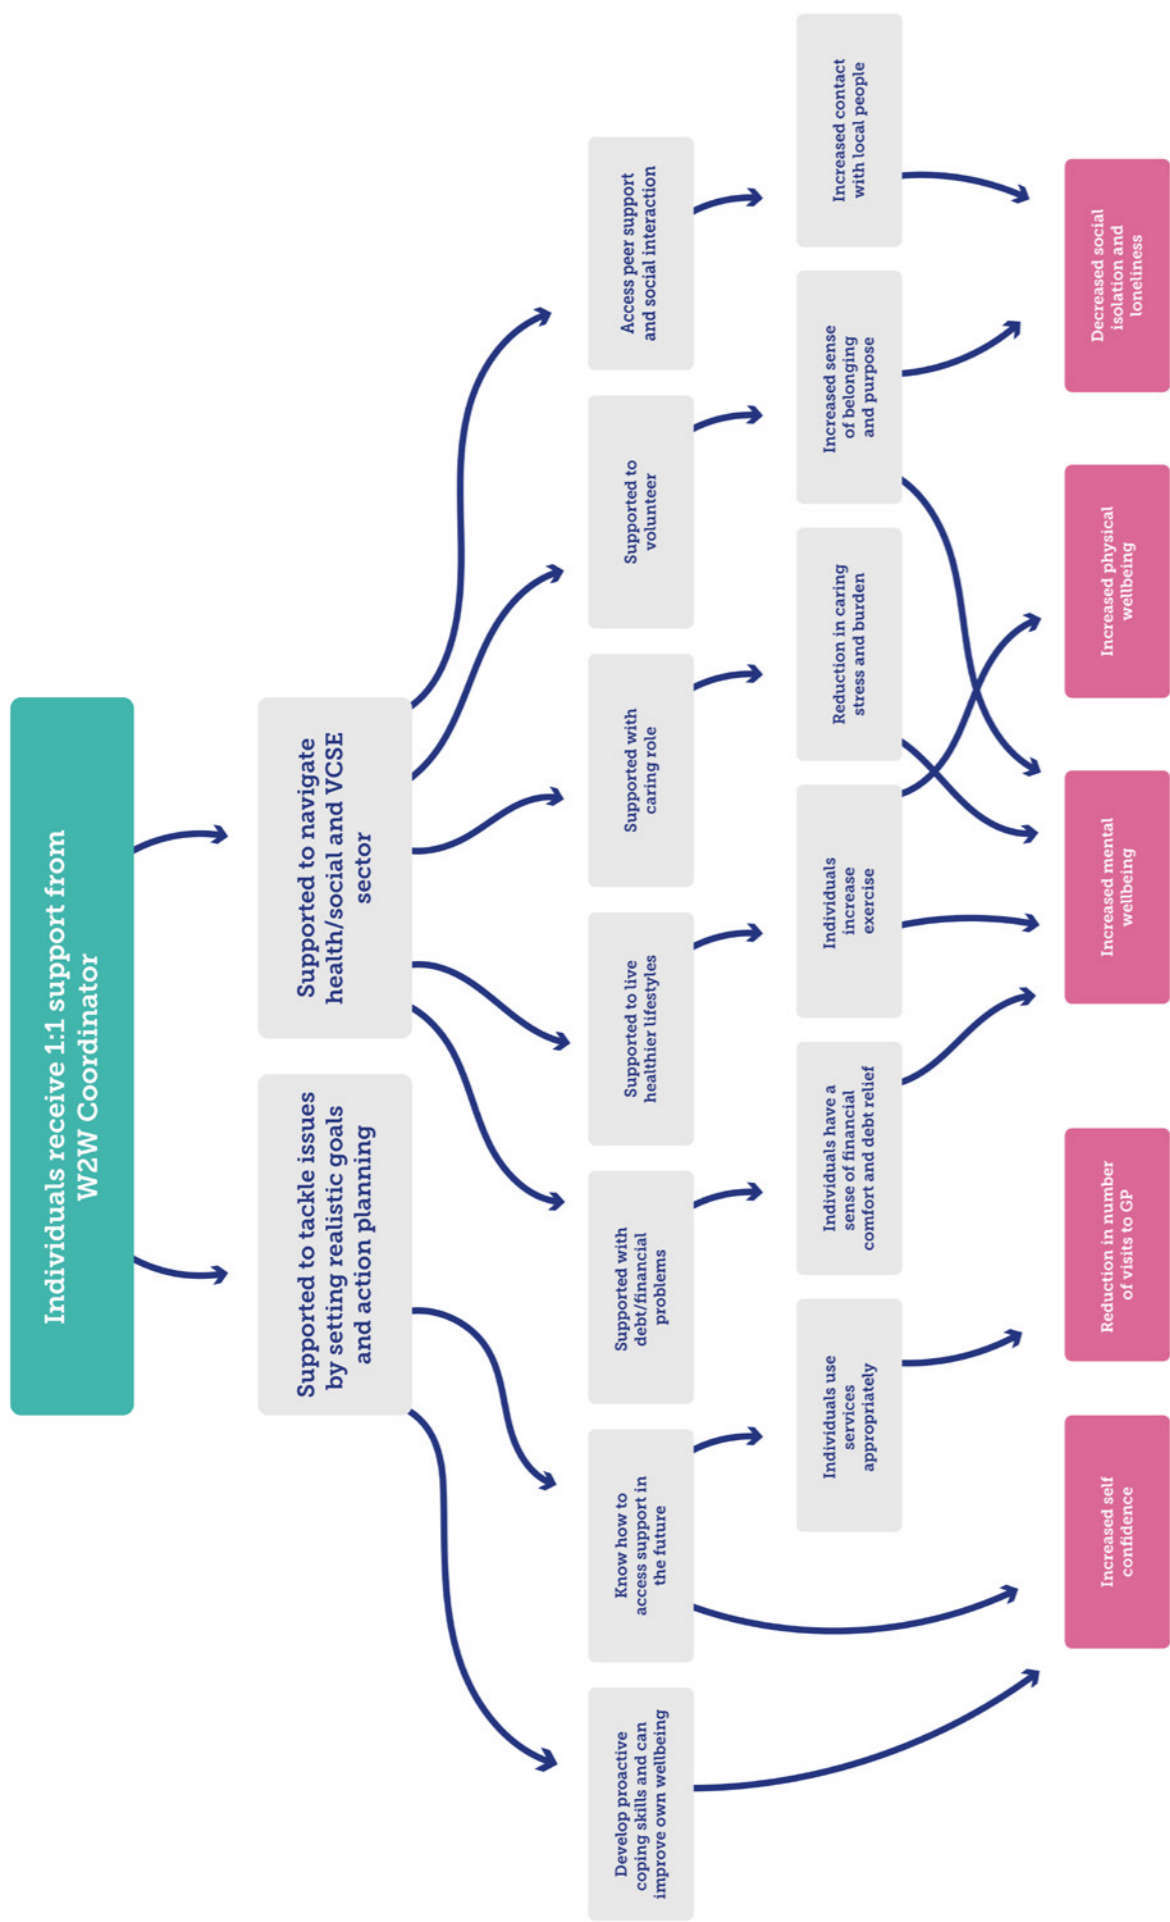 Individuals receive 1:1 support from
W2W Coordinator
Supported to tackle issues
by setting realistic goals
and action planning
Supported to navigate
health/social and VCSE
sector
Develop proactive
coping skills and can
improve own wellbeing
Know how to
access support in
the future
Supported with
debt/financial
problems
Supported to live
healthier lifestyles
Supported with
caring role
Supported to
volunteer
Access peer support
and social interaction
Individuals use
services
appropriately
Individuals have a
sense of financial
comfort and debt relief
Individuals
increase
exercise
Reduction in caring
stress and burden
Increased sense
of belonging
and purpose
Increased contact
with local people
Increased self
confidence
Reduction in number
of visits to GP
Increased mental
wellbeing
Increased physical
wellbeing
Decreased social
isolation and
loneliness